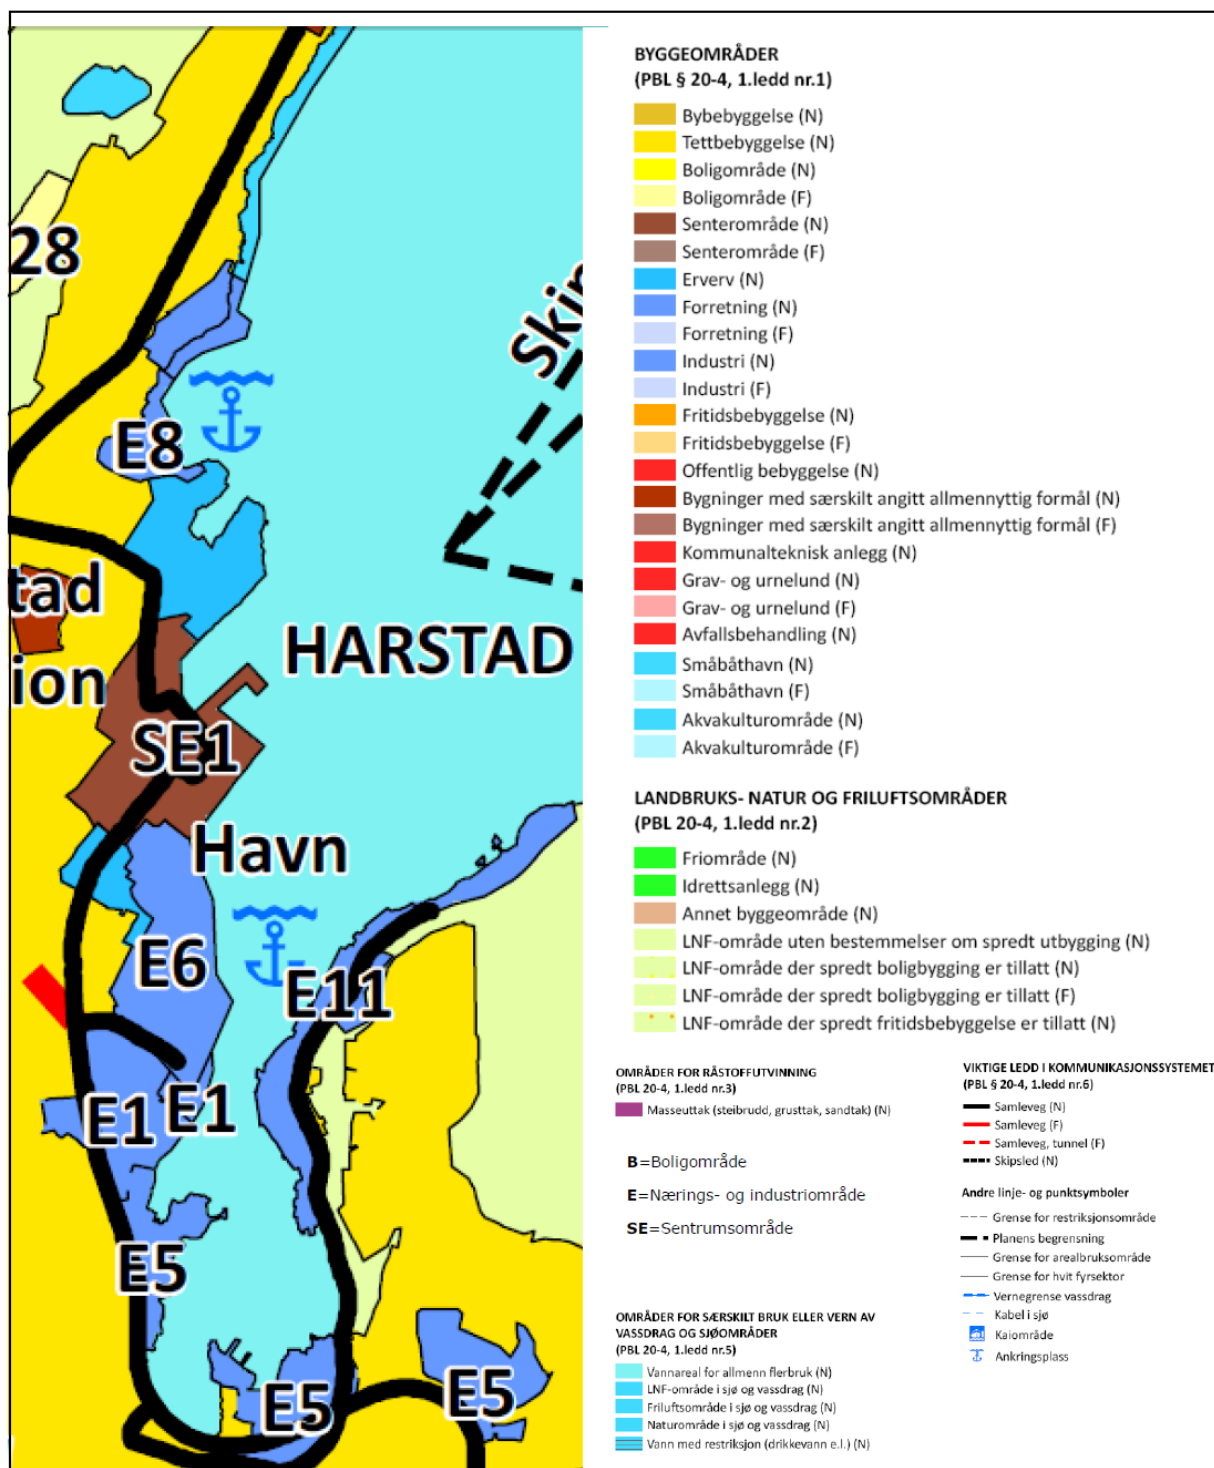 28
Skip
E8
tad
ion
HARSTAD
SE1
Havn
E6
E11
E1
E1
E5
E5
E5
BYGGEOMRÅDER
(PBL § 20-4, 1.ledd nr.1)
Bybebyggelse (N)
Tettbebyggelse (N)
Boligområde (N)
Boligområde (F)
Senterområde (N)
Senterområde (F)
Erverv (N)
Forretning (N)
Forretning (F)
Industri (N)
Industri (F)
Fritidsbebyggelse (N)
Fritidsbebyggelse (F)
Offentlig bebyggelse (N)
Bygninger med særskilt angitt allmennyttig formål (N)
Bygninger med særskilt angitt allmennyttig formål (F)
Kommunalteknisk anlegg (N)
Grav- og urnelund (N)
Grav- og urnelund (F)
Avfallsbehandling (N)
Småbåthavn (N)
Småbåthavn (F)
Akvakulturområde (N)
Akvakulturområde (F)
LANDBRUKS- NATUR OG FRILUFTSOMRÅDER
(PBL 20-4, 1.ledd nr.2)
Friområde (N)
Idrettsanlegg (N)
Annet byggeområde (N)
LNF-område uten bestemmelser om spredt utbygging (N)
LNF-område der spredt boligbygging er tillatt (N)
LNF-område der spredt boligbygging er tillatt (F)
LNF-område der spredt fritidsbebyggelse er tillatt (N)
OMRÅDER FOR RÅSTOFFUTVINNING
(PBL 20-4, 1.ledd nr.3)
Masseuttak (steibrudd, grusttak, sandtak) (N)
B=Boligområde
E=Nærings- og industriområde
SE=Sentrumsområde
OMRÅDER FOR SÆRSKILT BRUK ELLER VERN AV
VASSDRAG OG SJØOMRÅDER
(PBL 20-4, 1.ledd nr.5)
Vannareal for allmenn flerbruk (N)
LNF-område i sjø og vassdrag (N)
Friluftsområde i sjø og vassdrag (N)
Naturområde i sjø og vassdrag (N)
Vann med restriksjon (drikkevann e.l.) (N)
VIKTIGE LEDD I KOMMUNIKASJONSSYSTEMET
(PBL § 20-4, 1.ledd nr.6)
Samleveg (N)
Samleveg (F)
Samleveg, tunnel (F)
Skipsled (N)
Andre linje- og punktsymboler
Grense for restriksjonsområde
Planens begrensning
Grense for arealbruksområde
Grense for hvit fyrsektor
Vernegrense vassdrag
Kabel i sjø
Kaiområde
Ankringsplass